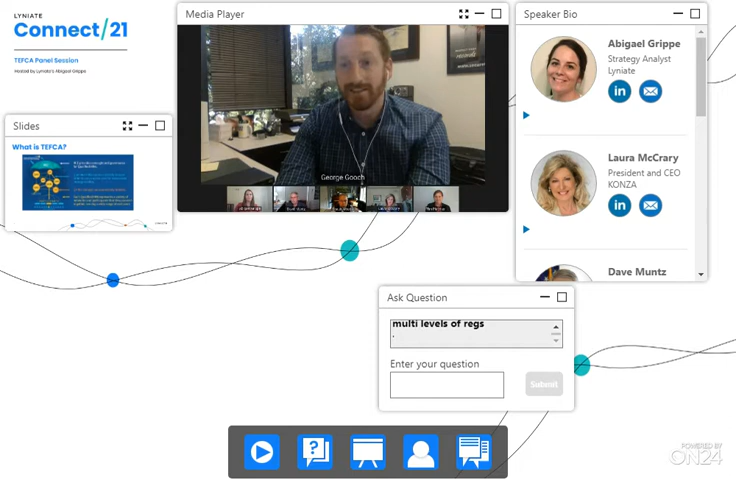 LYNIATE
Connect/21
TEFCA Panel Session
Hosted by Lyniate's Abigael Grippe
Slides
What is TEFCA?
Media Player
George Gooch
Speaker Bio
Abigael Grippe
Strategy Analyst
Lyniate
in
Laura McCrary
President and CEO
KONZA
in
Dave Muntz
Ask Question
multi levels of regs
.
Enter your question
Submit
?
POWERED BY
ON24